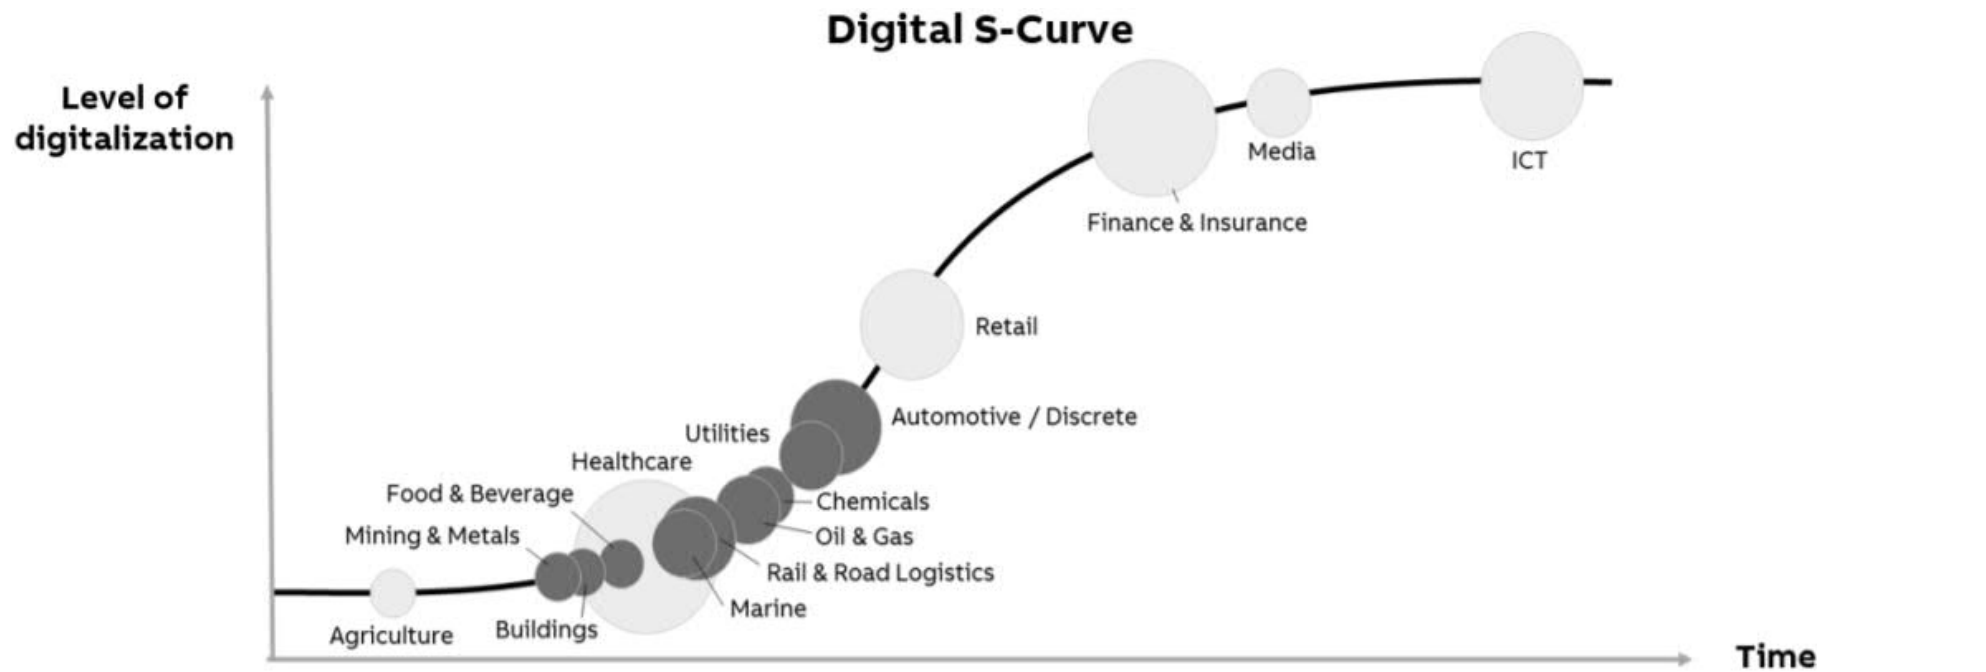 Digital S-Curve
Level of
digitalization
Media
ICT
Finance & Insurance
Retail
Automotive / Discrete
Utilities
Healthcare
Food & Beverage
Chemicals
Mining & Metals
Oil & Gas
Rail & Road Logistics
Marine
Buildings
Agriculture
Time